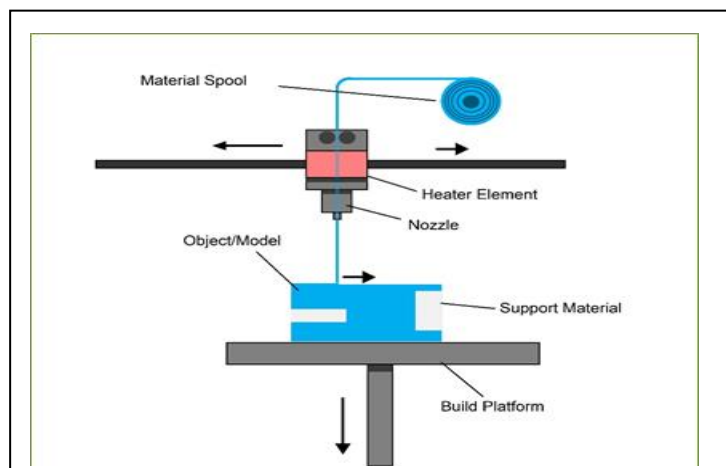 Material Spool
Heater Element
Nozzle
Object/Model
Support Material
Build Platform